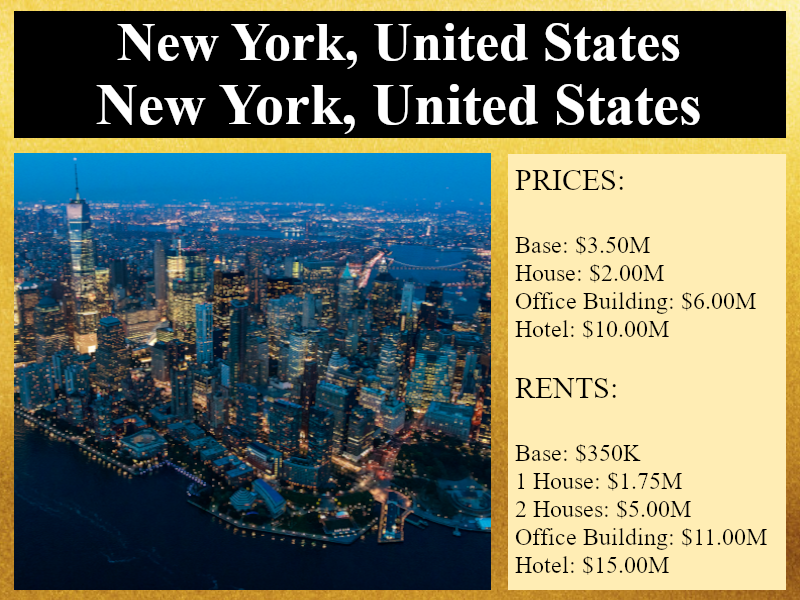 New York, United States
New York, United States
PRICES:
Base: $3.50M
House: $2.00M
Office Building: $6.00M
Hotel: $10.00M
RENTS:
Base: $350K
1 House: $1.75M
2 Houses: $5.00M
Office Building: $11.00M
Hotel: $15.00M